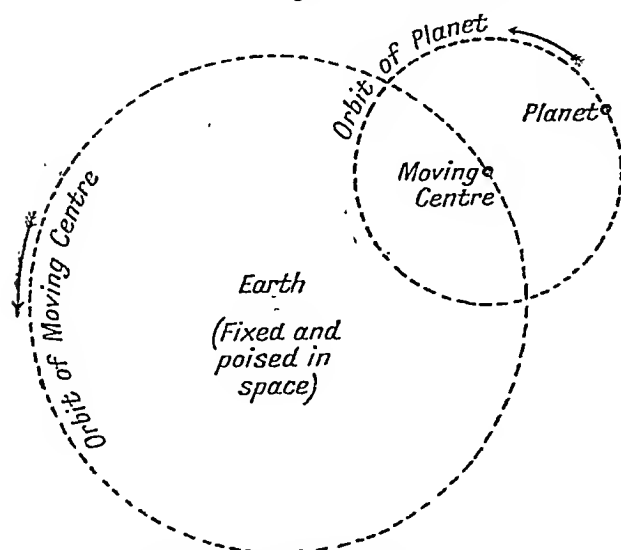 Orbit of Planet
Planet
Moving
Centre
Orbit of Moving Centre
Earth
(Fixed and
poised in
space)